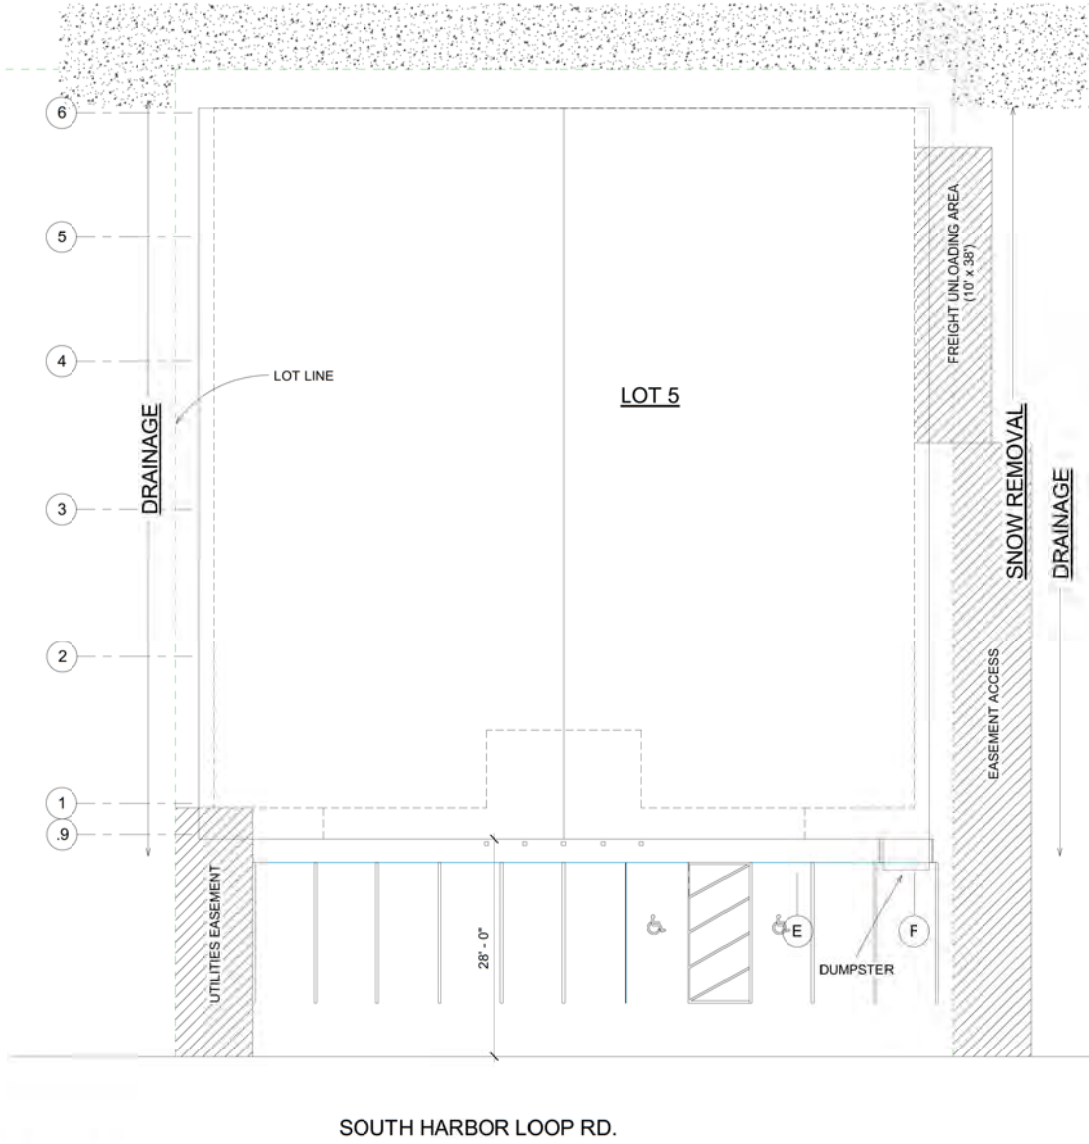 6
5
FREIGHT UNLOADING AREA
(10' x 38')
4
LOT LINE
LOT 5
DRAINAGE
SNOW REMOVAL
DRAINAGE
3
2
EASEMENT ACCESS
1
.9
UTILITIES EASEMENT
28' - 0"
E
F
DUMPSTER
SOUTH HARBOR LOOP RD.